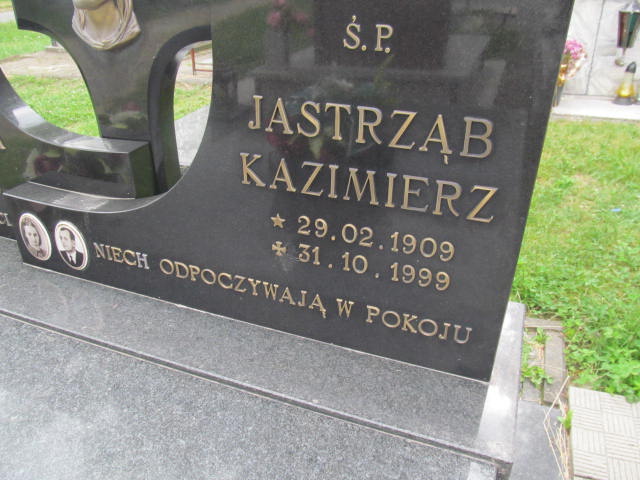 Ś.P.
JASTRZĄB
KAZIMIERZ
29.02.1909
31.10.1999
NIECH ODPOCZYWAJĄ W POKOJU